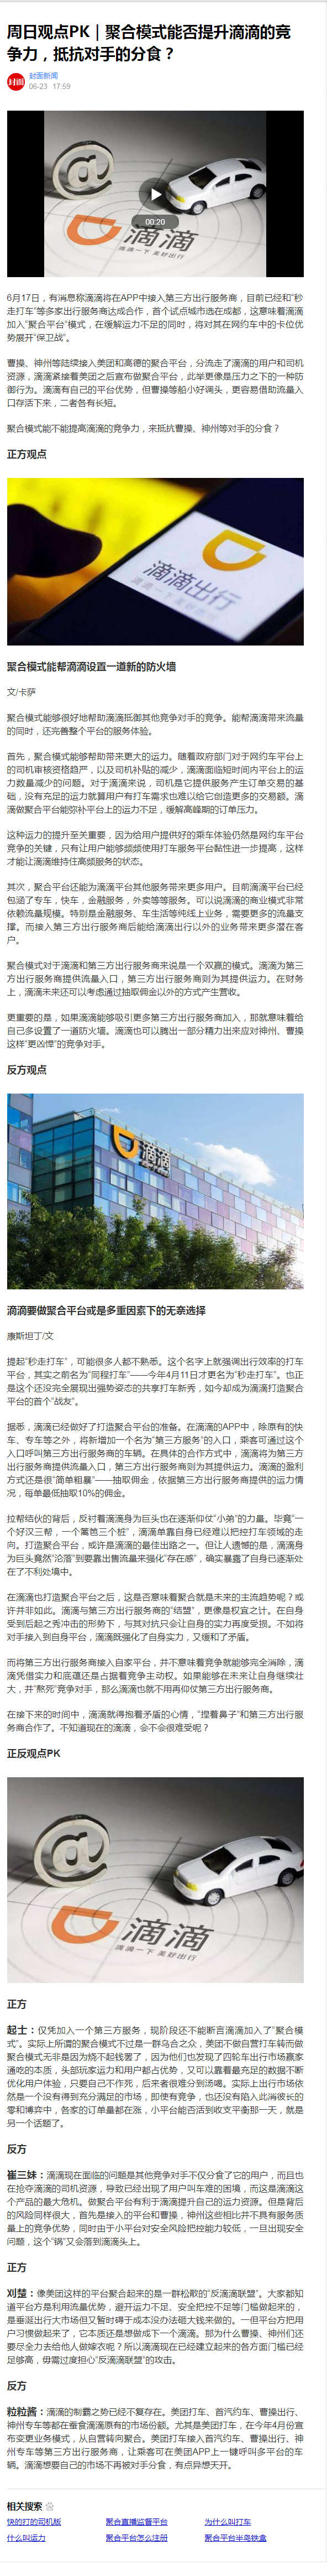 周日观点PK｜聚合模式能否提升滴滴的竞
争力，抵抗对手的分食？
封面
封面新闻
06-23 17:59
滴滴
滴滴一下 美好出行
00:20
6月17日，有消息称滴滴将在APP中接入第三方出行服务商，目前已经和“秒
走打车”等多家出行服务商达成合作，首个试点城市选在成都，这意味着滴滴
加入“聚合平台”模式，在缓解运力不足的同时，将对其在网约车中的卡位优
势展开“保卫战”。
曹操、神州等陆续接入美团和高德的聚合平台，分流走了滴滴的用户和司机
资源，滴滴紧接着美团之后宣布做聚合平台，此举更像是压力之下的一种防
御行为。滴滴有自己的平台优势，但曹操等船小好调头，更容易借助流量入
口存活下来，二者各有长短。
聚合模式能不能提高滴滴的竞争力，来抵抗曹操、神州等对手的分食？
正方观点
滴滴出行
聚合模式能帮滴滴设置一道新的防火墙
文/卡萨
聚合模式能够很好地帮助滴滴抵御其他竞争对手的竞争。能帮滴滴带来流量
的同时，还完善整个平台的服务体验。
首先，聚合模式能够帮助带来更大的运力。随着政府部门对于网约车平台上
的司机审核资格趋严，以及司机补贴的减少，滴滴面临短时间内平台上的运
力数量减少的问题。对于滴滴来说，司机是它提供服务产生订单交易的基
础，没有充足的运力就算用户有打车需求也难以给它创造更多的交易额。滴
滴做聚合平台能弥补平台上的运力不足，缓解高峰期的订单压力。
这种运力的提升至关重要，因为给用户提供好的乘车体验仍然是网约车平台
竞争的关键，只有让用户能够频频使用打车服务平台黏性进一步提高，这样
才能让滴滴维持住高频服务的状态。
其次，聚合平台还能为滴滴平台其他服务带来更多用户。目前滴滴平台已经
包涵了专车，快车，金融服务，外卖等等服务。可以说滴滴的商业模式非常
依赖流量规模。特别是金融服务、车生活等纯线上业务，需要更多的流量支
撑。而接入第三方出行服务商后能给滴滴出行以外的业务带来更多潜在客
户。
聚合模式对于滴滴和第三方出行服务商来说是一个双赢的模式。滴滴为第三
方出行服务商提供流量入口，第三方出行服务商则为其提供运力。在财务
上，滴滴未来还可以考虑通过抽取佣金以外的方式产生营收。
更重要的是，如果滴滴能够吸引更多第三方服务商加入，那就意味着给
自己多设置了一道防火墙。滴滴也可以腾出一部分精力出来应对神州、曹操
这样“更凶悍”的竞争对手。
反方观点
滴滴
滴滴要做聚合平台或是多重因素下的无奈选择
康斯坦丁/文
提起“秒走打车”，可能很多人都不熟悉。这个名字上就强调出行效率的打车
平台，其实之前名为“同程打车”——今年4月11日才更名为“秒走打车”。也正
是这个还没完全展现出强势姿态的共享打车新秀，如今却成为滴滴打造聚合
平台的首个“战友”。
据悉，滴滴已经做好了打造聚合平台的准备。在滴滴的APP中，除原有的快
车、专车等之外，将新增加一个名为“第三方服务”的入口，乘客可通过这个
入口呼叫第三方出行服务商的车辆。在具体的合作方式中，滴滴将为第三方
出行服务商提供流量入口，第三方出行服务商则为其提供运力。滴滴的盈利
方式还是很“简单粗暴”——抽取佣金，依据第三方出行服务商提供的运力情
况，每单最低抽取10%的佣金。
拉帮结伙的背后，反衬着滴滴身为巨头也在逐渐仰仗“小弟”的力量。毕竟“一
个好汉三帮，一个篱笆三个桩”，滴滴单靠自身已经难以把控打车领域的走
向。打造聚合平台，或许是滴滴的最佳出路之一。但让人遗憾的是，滴滴身
为巨头竟然“沦落”到要靠出售流量来强化“存在感”，确实暴露了自身已逐渐处
在了不利处境中。
在滴滴也打造聚合平台之后，这是否意味着聚合就是未来的主流趋势呢？或
许并非如此。滴滴与第三方出行服务商的“结盟”，更像是权宜之计。在自身
受到后起之秀冲击的形势下，与其对抗只会让自身的实力再度受损。不如将
对手接入到自身平台，滴滴既强化了自身实力，又缓和了矛盾。
而将第三方出行服务商接入自家平台，并不意味着竞争就能够完全消除，滴
滴凭借实力和底蕴还是占据着竞争主动权。如果能够在未来让自身继续壮
大，并“熬死”竞争对手，那么滴滴也就不用再仰仗第三方出行服务商。
在接下来的时间中，滴滴就得抱着矛盾的心情，“捏着鼻子”和第三方出行服
务商合作了。不知道现在的滴滴，会不会很难受呢？
正反观点PK
滴滴
滴滴一下 美好出行
正方
起士：仅凭加入一个第三方服务，现阶段还不能断言滴滴加入了“聚合模
式”。实际上所谓的聚合模式不过是一群乌合之众，美团不做自营打车转而做
聚合模式无非是因为烧不起钱罢了，因为他们也发现了四轮车出行市场赢家
通吃的本质，头部玩家运力和用户都占优势，又可以靠着最充足的数据不断
优化用户体验，只要自己不作死，后来者很难分到汤喝。实际上出行市场依
然是一个没有得到充分满足的市场，即使有竞争，也还没有陷入此消彼长的
零和博弈中，各家的订单量都在涨，小平台能否活到收支平衡那一天，就是
另一个话题了。
反方
崔三妹：滴滴现在面临的问题是其他竞争对手不仅分食了它的用户，而且也
在抢夺滴滴的司机资源，导致已经出现了用户叫车难的困境，而这是滴滴这
个产品的最大危机。做聚合平台有利于滴滴提升自己的运力资源。但是背后
的风险同样很大，首先是接入的平台和曹操，神州这些相比并不具有服务质
量上的竞争优势，同时由于小平台对安全风险把控能力较低，一旦出现安全
问题，这个“锅”又会落到滴滴头上。
正方
刘楚：像美团这样的平台聚合起来的是一群松散的“反滴滴联盟”。大家都知
道平台方是利用流量优势，避开运力不足、安全把控不足等门槛做起来的，
是垂涎出行大市场但又暂时碍于成本没办法砸大钱来做的。一但平台方把用
户习惯做起来了，它本质还是想做成下一个滴滴。那为什么曹操、神州们还
要尽全力去给他人做嫁衣呢？所以滴滴现在已经建立起来的各方面门槛已经
足够高，毋需过度担心“反滴滴联盟”的攻击。
反方
粒粒酱：滴滴的制霸之势已经不复存在。美团打车、首汽约车、曹操出行、
神州专车等都在蚕食滴滴原有的市场份额。尤其是美团打车，在今年4月份宣
布变更业务模式，从自营转向聚合。美团打车接入首汽约车、曹操出行、神
州专车等第三方出行服务商，让乘客可在美团APP上一键呼叫多平台的车
辆。滴滴想要自己的市场不再被对手分食，有点异想天开。
相关搜索
快的打的司机版 聚合直播监督平台 为什么叫打车
什么叫运力 聚合平台怎么注册 聚合平台半岛铁盒